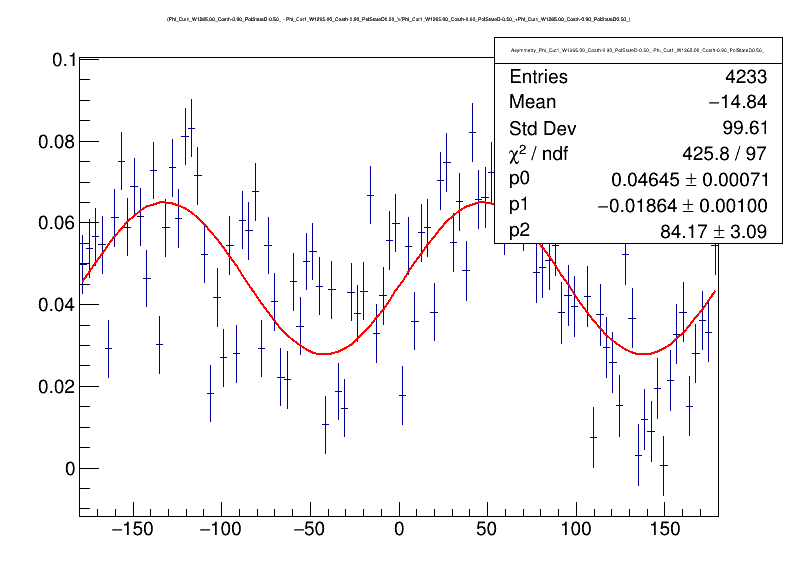 Entries 4233
Mean −14.84
Std Dev 99.61
χ² / ndf 425.8 / 97
p0 0.04645 ± 0.00071
p1 −0.01864 ± 0.00100
p2 84.17 ± 3.09
0.1
0.08
0.06
0.04
0.02
0
−150 −100 −50 0 50 100 150